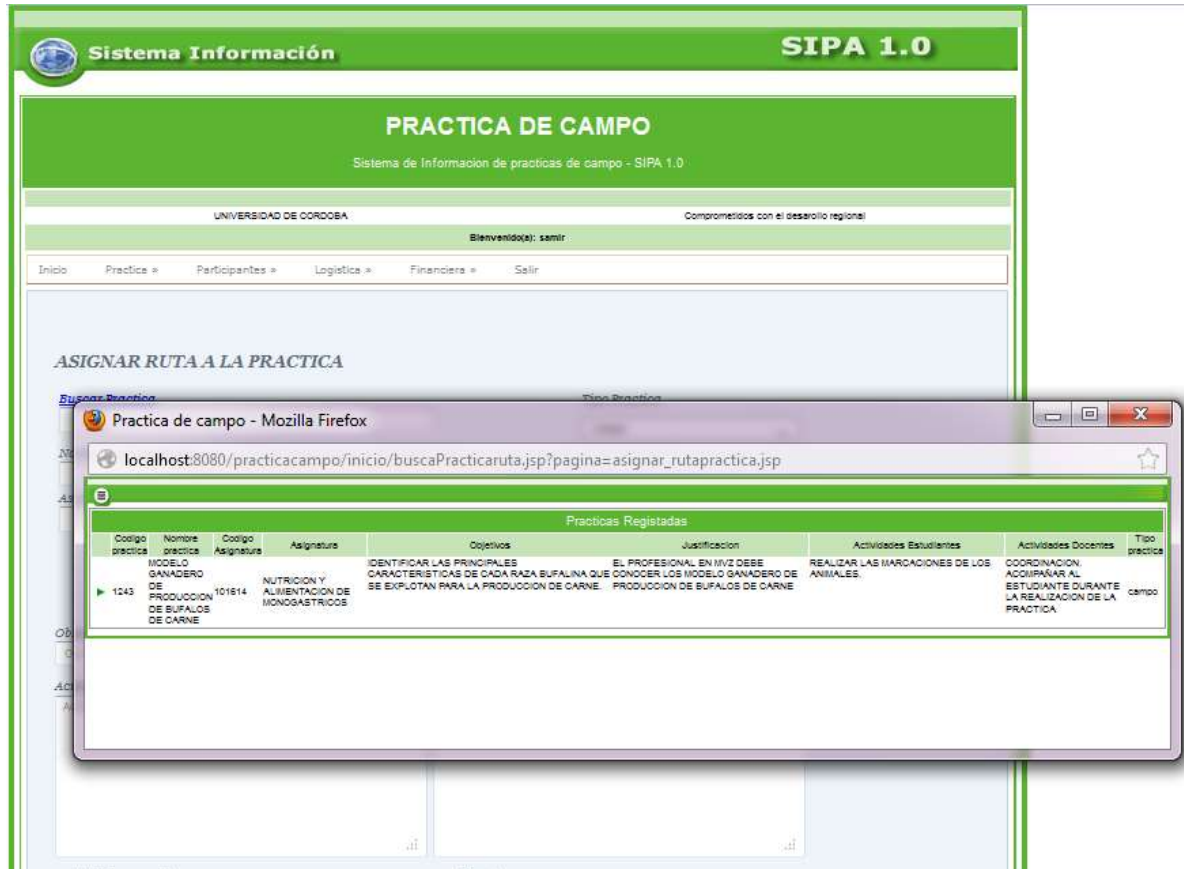 Sistema Información
SIPA 1.0
PRACTICA DE CAMPO
Sistema de Informacion de practicas de campo - SIPA 1.0
UNIVERSIDAD DE CORDOBA
Comprometidos con el desarollo regional
Bienvenido(a): samir
Inicio Practica » Participantes » Logistica » Financiera » Salir
ASIGNAR RUTA A LA PRACTICA
Buscar Practica
Tipo Practica
Practica de campo - Mozilla Firefox
localhost:8080/practicacampo/inicio/buscaPracticaruta.jsp?pagina=asignar_rutapractica.jsp
Practicas Registadas
Codigo practica
Nombre practica
Codigo Asignatura
Asignatura
Objetivos
Justificacion
Actividades Estudiantes
Actividades Docentes
Tipo practica
1243
MODELO
GANADERO
DE
PRODUCCION
DE BUFALOS
DE CARNE
101614
NUTRICION Y
ALIMENTACION DE
MONOGASTRICOS
IDENTIFICAR LAS PRINCIPALES
CARACTERISTICAS DE CADA RAZA BUFALINA QUE
SE EXPLOTAN PARA LA PRODUCCION DE CARNE.
EL PROFESIONAL EN MVZ DEBE
CONOCER LOS MODELO GANADERO DE
PRODUCCION DE BUFALOS DE CARNE
REALIZAR LAS MARCACIONES DE LOS
ANIMALES.
COORDINACION.
ACOMPAÑAR AL
ESTUDIANTE DURANTE
LA REALIZACION DE LA
PRACTICA
campo